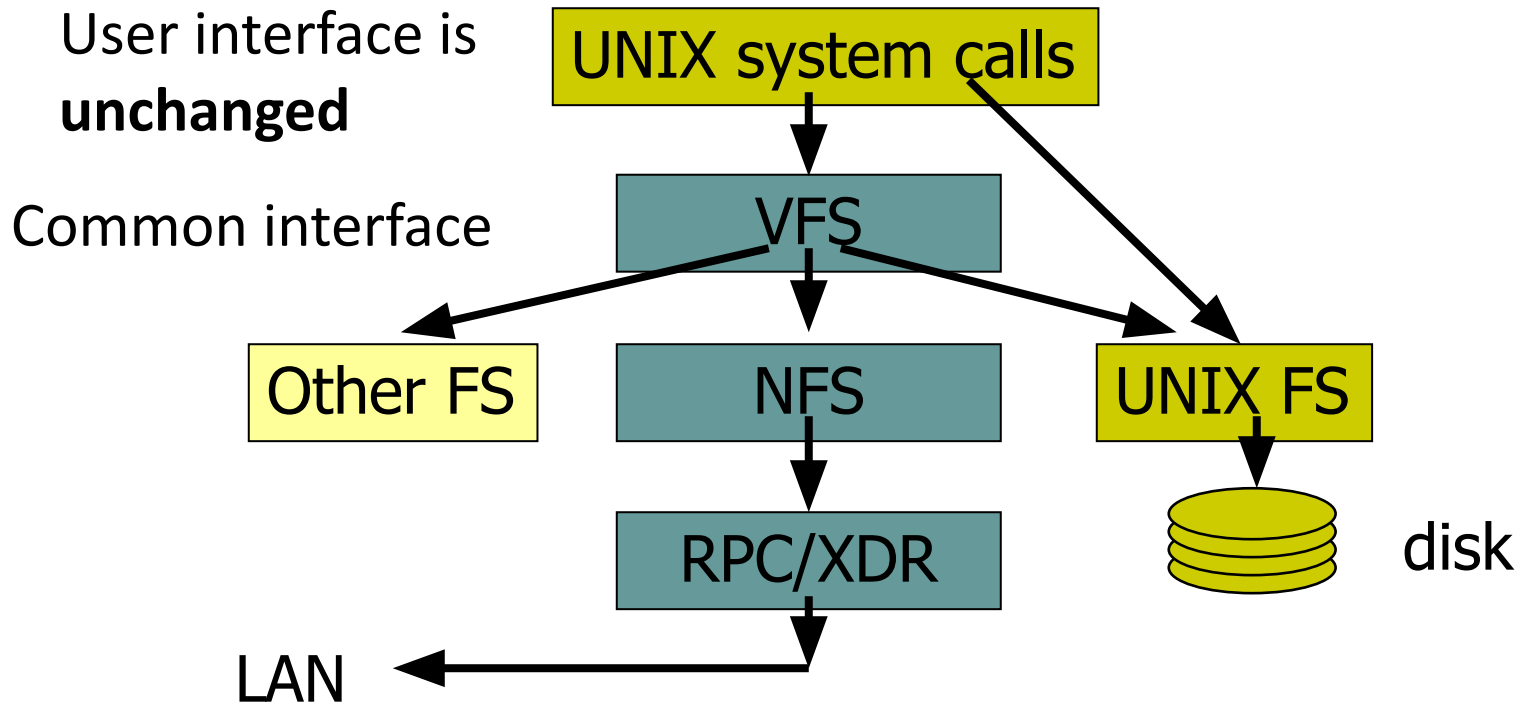 User interface is
unchanged
UNIX system calls
Common interface
VFS
Other FS
NFS
UNIX FS
RPC/XDR
disk
LAN